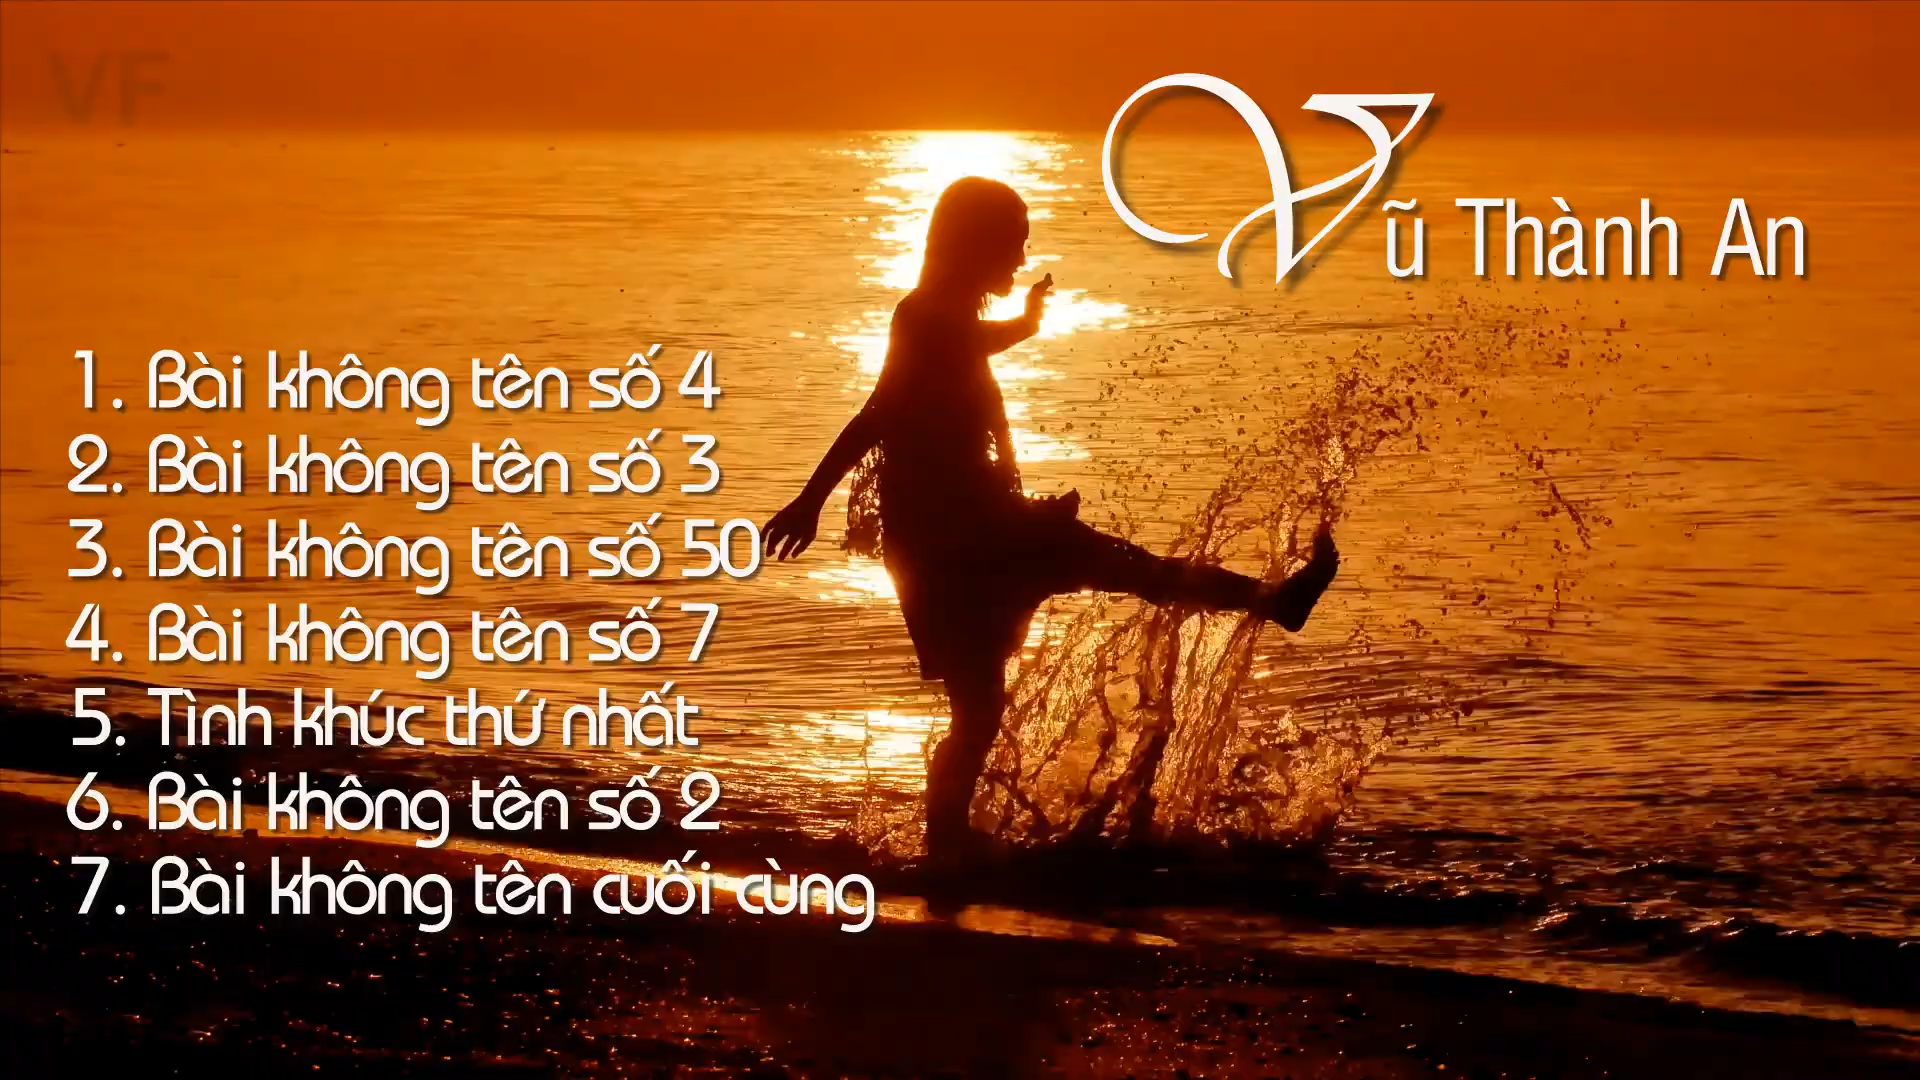 VF
Vũ Thành An
1. Bài không tên số 4
2. Bài không tên số 3
3. Bài không tên số 50
4. Bài không tên số 7
5. Tình khúc thứ nhất
6. Bài không tên số 2
7. Bài không tên cuối cùng